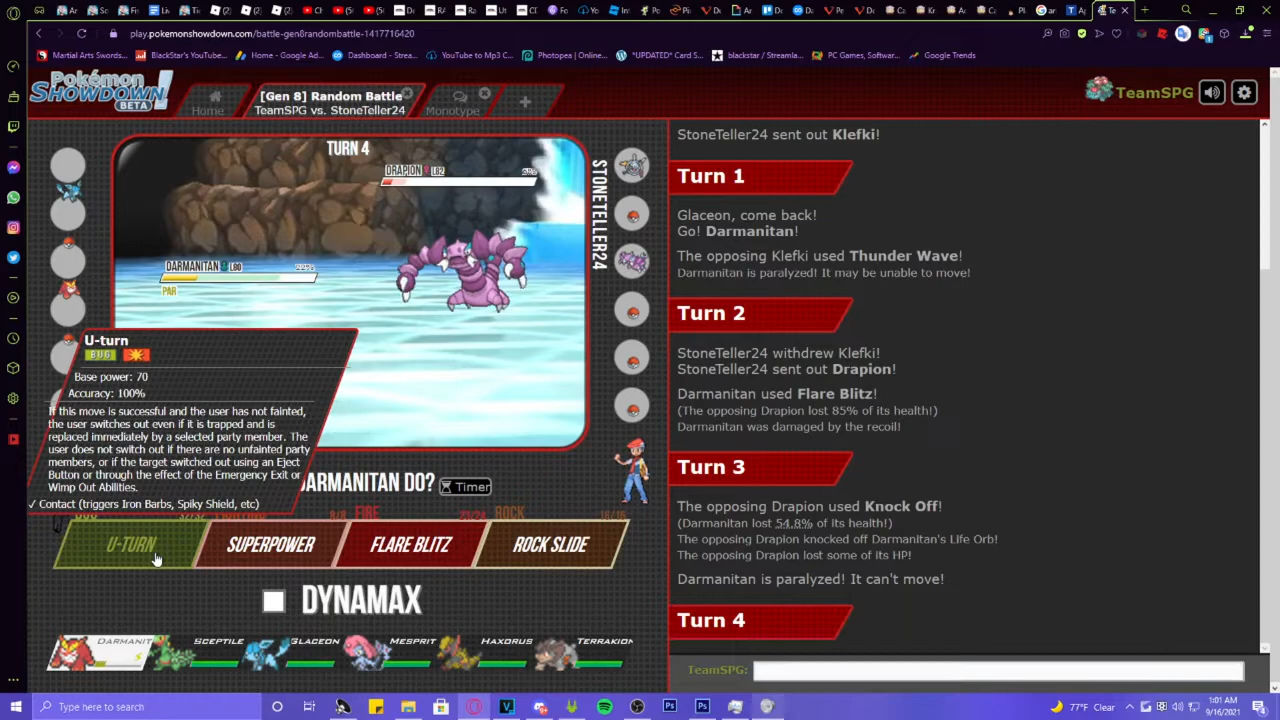 play.pokemonshowdown.com/battle-gen8randombattle-1417716420
Martial Arts Swords...
BlackStar's YouTube...
Home - Google Ad...
Dashboard - Strea...
YouTube to Mp3 C...
Photopea | Online...
*UPDATED* Card S...
blackstar / Streamla...
PC Games, Softwar...
Google Trends
Pokémon
SHOWDOWN!
BETA
Home
[Gen 8] Random Battle
TeamSPG vs. StoneTeller24
Monotype
TeamSPG
TURN 4
DRAPION L82
DARMANITAN L80
PAR
STONETELLER24
U-turn
BUG
Base power: 70
Accuracy: 100%
If this move is successful and the user has not fainted,
the user switches out even if it is trapped and is
replaced immediately by a selected party member. The
user does not switch out if there are no unfainted party
members, or if the target switched out using an Eject
Button or through the effect of the Emergency Exit or
Wimp Out Abilities.
✓ Contact (triggers Iron Barbs, Spiky Shield, etc)
ARMANITAN DO?
Timer
U-TURN
SUPERPOWER
8/8
FLARE BLITZ
FIRE 23/24
ROCK SLIDE
ROCK 16/16
DYNAMAX
DARMANIT
SCEPTILE
GLACEON
MESPRIT
HAXORUS
TERRAKION
StoneTeller24 sent out Klefki!
Turn 1
Glaceon, come back!
Go! Darmanitan!
The opposing Klefki used Thunder Wave!
Darmanitan is paralyzed! It may be unable to move!
Turn 2
StoneTeller24 withdrew Klefki!
StoneTeller24 sent out Drapion!
Darmanitan used Flare Blitz!
(The opposing Drapion lost 85% of its health!)
Darmanitan was damaged by the recoil!
Turn 3
The opposing Drapion used Knock Off!
(Darmanitan lost 54.8% of its health!)
The opposing Drapion knocked off Darmanitan's Life Orb!
The opposing Drapion lost some of its HP!
Darmanitan is paralyzed! It can't move!
Turn 4
TeamSPG:
Type here to search
77°F Clear
1:01 AM
9/16/2021